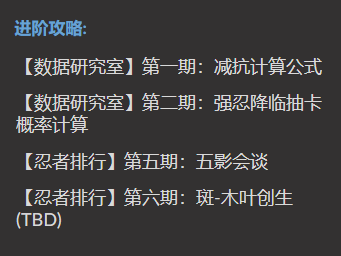 进阶攻略:
【数据研究室】第一期：减抗计算公式
【数据研究室】第二期：强忍降临抽卡
概率计算
【忍者排行】第五期：五影会谈
【忍者排行】第六期：斑-木叶创生
(TBD)